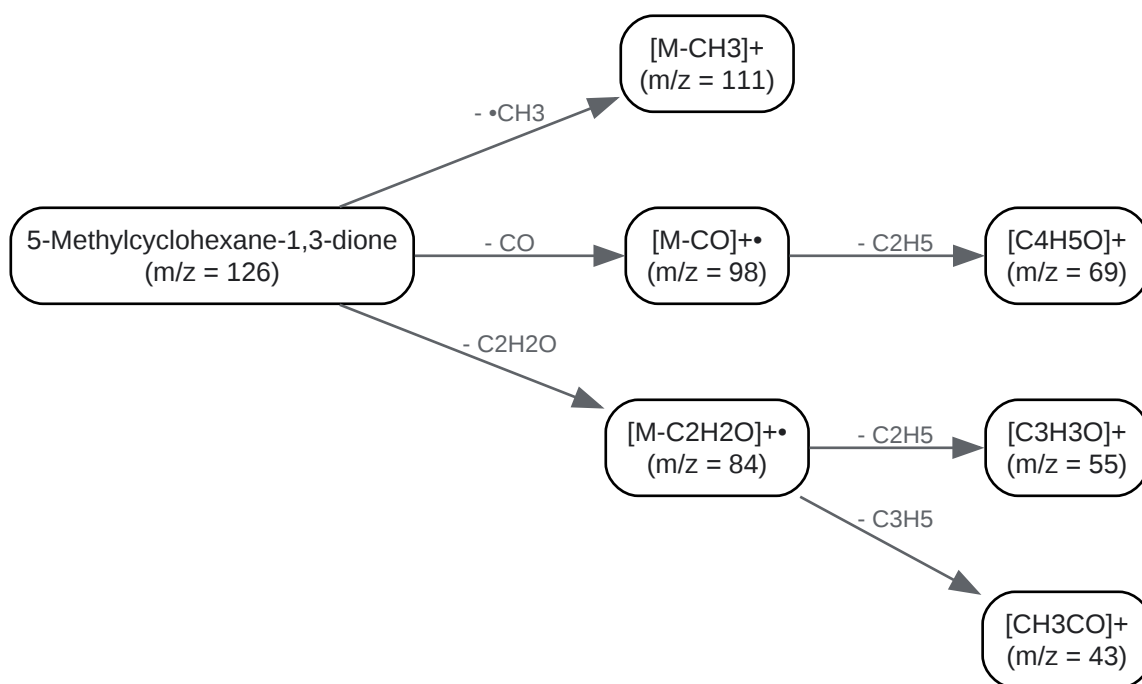 [M-CH3]+
(m/z = 111)
- •CH3
5-Methylcyclohexane-1,3-dione
(m/z = 126)
- CO
[M-CO]+•
(m/z = 98)
- C2H5
[C4H5O]+
(m/z = 69)
- C2H2O
[M-C2H2O]+•
(m/z = 84)
- C2H5
[C3H3O]+
(m/z = 55)
- C3H5
[CH3CO]+
(m/z = 43)